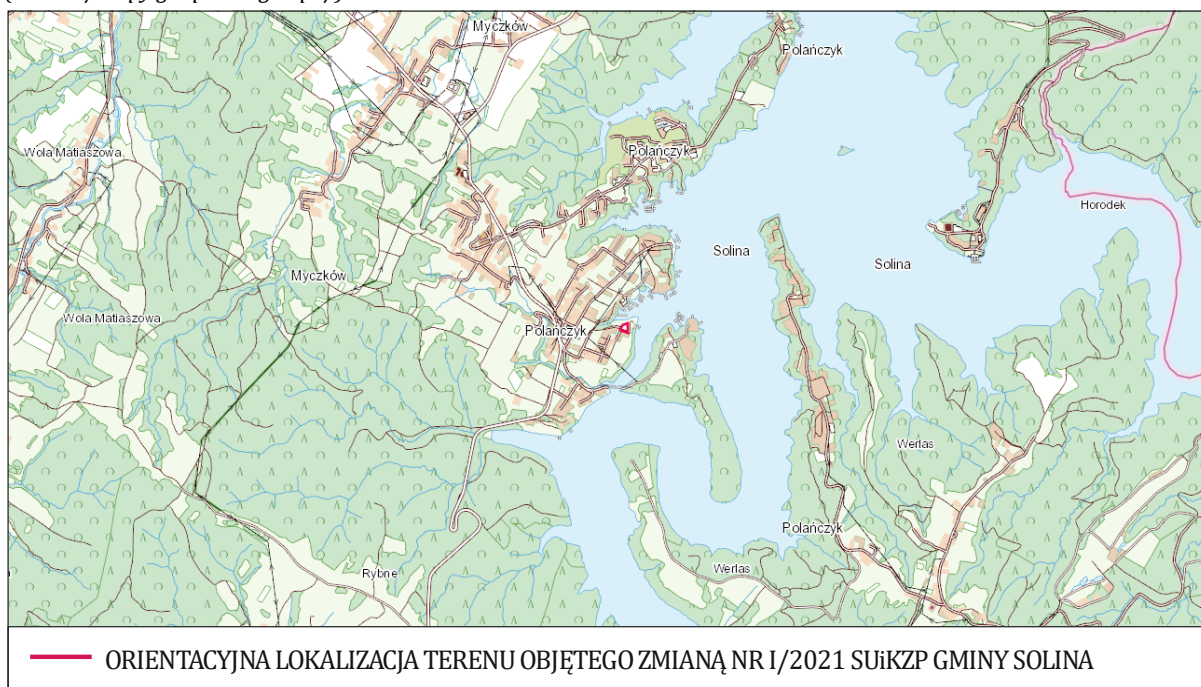 Myczków
Polańczyk
Wola Matiaszowa
Polańczyk
Horodek
Solina
Solina
Myczków
Wola Matiaszowa
Polańczyk
Werlas
Polańczyk
Rybne
Werlas
ORIENTACYJNA LOKALIZACJA TERENU OBJĘTEGO ZMIANĄ NR I/2021 SUiKZP GMINY SOLINA